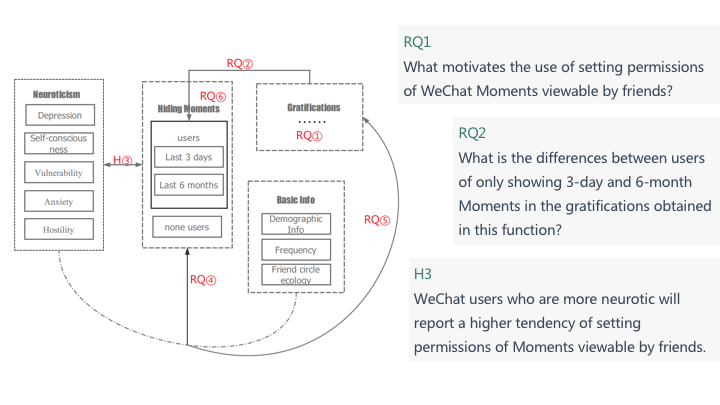 RQ②
Neuroticism
Depression
Self-conscious
ness
Vulnerability
Anxiety
Hostility
H③
RQ⑥
Hiding Moments
users
Last 3 days
Last 6 months
none users
Gratifications
......
RQ①
Basic Info
Demographic
Info
Frequency
Friend circle
ecology
RQ④
RQ⑤
RQ1
What motivates the use of setting permissions
of WeChat Moments viewable by friends?
RQ2
What is the differences between users
of only showing 3-day and 6-month
Moments in the gratifications obtained
in this function?
H3
WeChat users who are more neurotic will
report a higher tendency of setting
permissions of Moments viewable by friends.